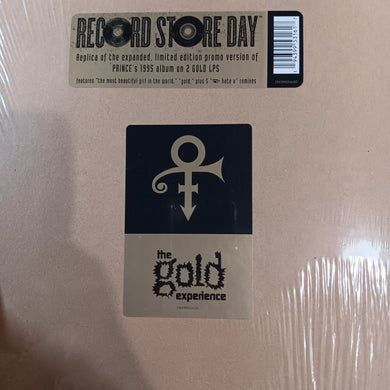 RECORD STORE DAY
Replica of the expanded, limited edition promo version of
PRINCE's 1995 album on 2 GOLD LPS
features "the most beautiful girl in the world," "gold," plus 5 "eye hate u" remixes
the
gold
experience